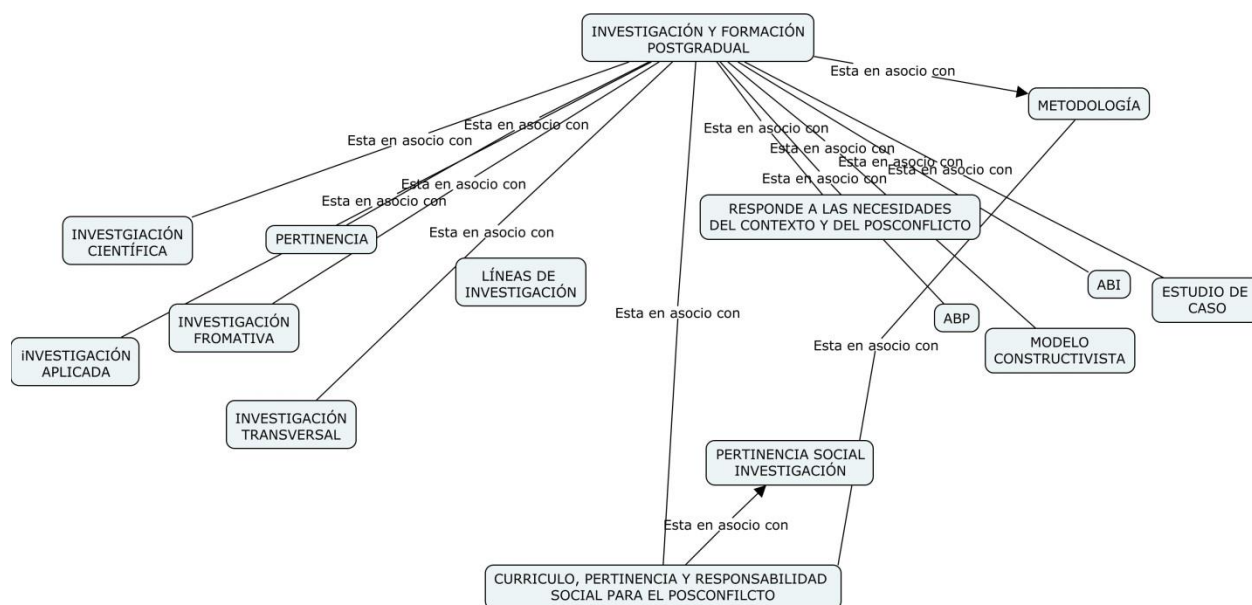 INVESTIGACIÓN Y FORMACIÓN
POSTGRADUAL
Esta en asocio con
METODOLOGÍA
Esta en asocio con
Esta en asocio con
Esta en asocio con
Esta en asocio con
Esta en asocio con
Esta en asocio con
Esta en asocio con
Esta en asocio con
Esta en asocio con
Esta en asocio con
INVESTGIACIÓN
CIENTÍFICA
PERTINENCIA
Esta en asocio con
RESPONDE A LAS NECESIDADES
DEL CONTEXTO Y DEL POSCONFLICTO
LÍNEAS DE
INVESTIGACIÓN
ABI
ESTUDIO DE
CASO
INVESTIGACIÓN
FROMATIVA
Esta en asocio con
ABP
iNVESTIGACIÓN
APLICADA
Esta en asocio con
MODELO
CONSTRUCTIVISTA
INVESTIGACIÓN
TRANSVERSAL
PERTINENCIA SOCIAL
INVESTIGACIÓN
Esta en asocio con
CURRICULO, PERTINENCIA Y RESPONSABILIDAD
SOCIAL PARA EL POSCONFILCTO